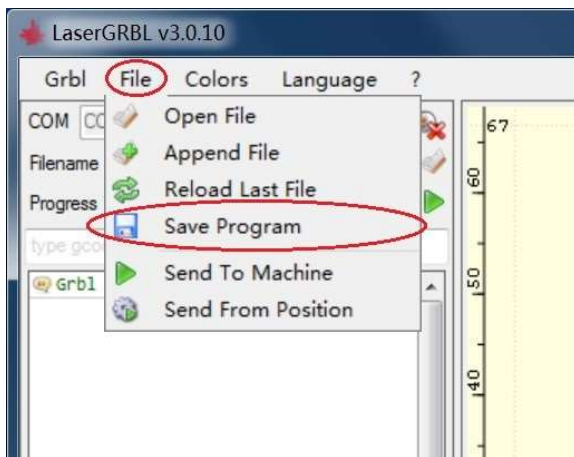 LaserGRBL v3.0.10
Grbl File Colors Language ?
COM
Open File
Append File
Filename
Reload Last File
Progress
Save Program
type
Send To Machine
Grbl
Send From Position
67
60
50
40